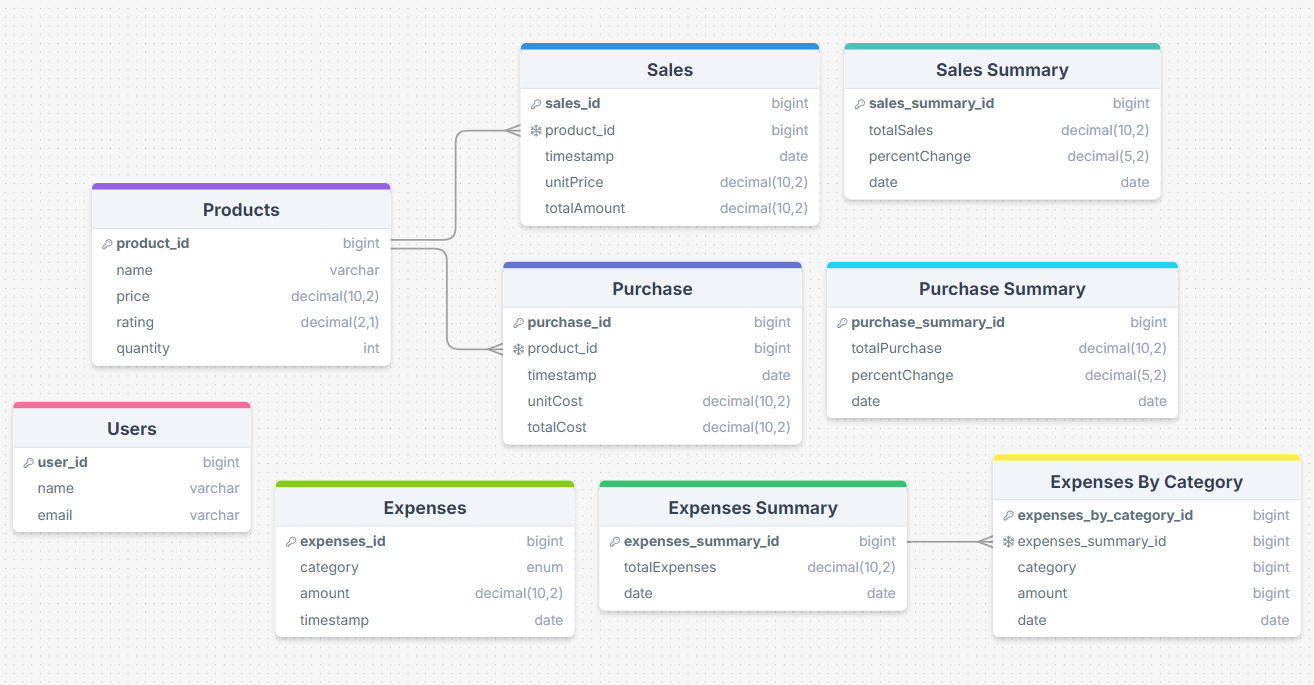 Sales
sales_id bigint
product_id bigint
timestamp date
unitPrice decimal(10,2)
totalAmount decimal(10,2)
Sales Summary
sales_summary_id bigint
totalSales decimal(10,2)
percentChange decimal(5,2)
date date
Products
product_id bigint
name varchar
price decimal(10,2)
rating decimal(2,1)
quantity int
Purchase
purchase_id bigint
product_id bigint
timestamp date
unitCost decimal(10,2)
totalCost decimal(10,2)
Purchase Summary
purchase_summary_id bigint
totalPurchase decimal(10,2)
percentChange decimal(5,2)
date date
Users
user_id bigint
name varchar
email varchar
Expenses
expenses_id bigint
category enum
amount decimal(10,2)
timestamp date
Expenses Summary
expenses_summary_id bigint
totalExpenses decimal(10,2)
date date
Expenses By Category
expenses_by_category_id bigint
expenses_summary_id bigint
category bigint
amount bigint
date date